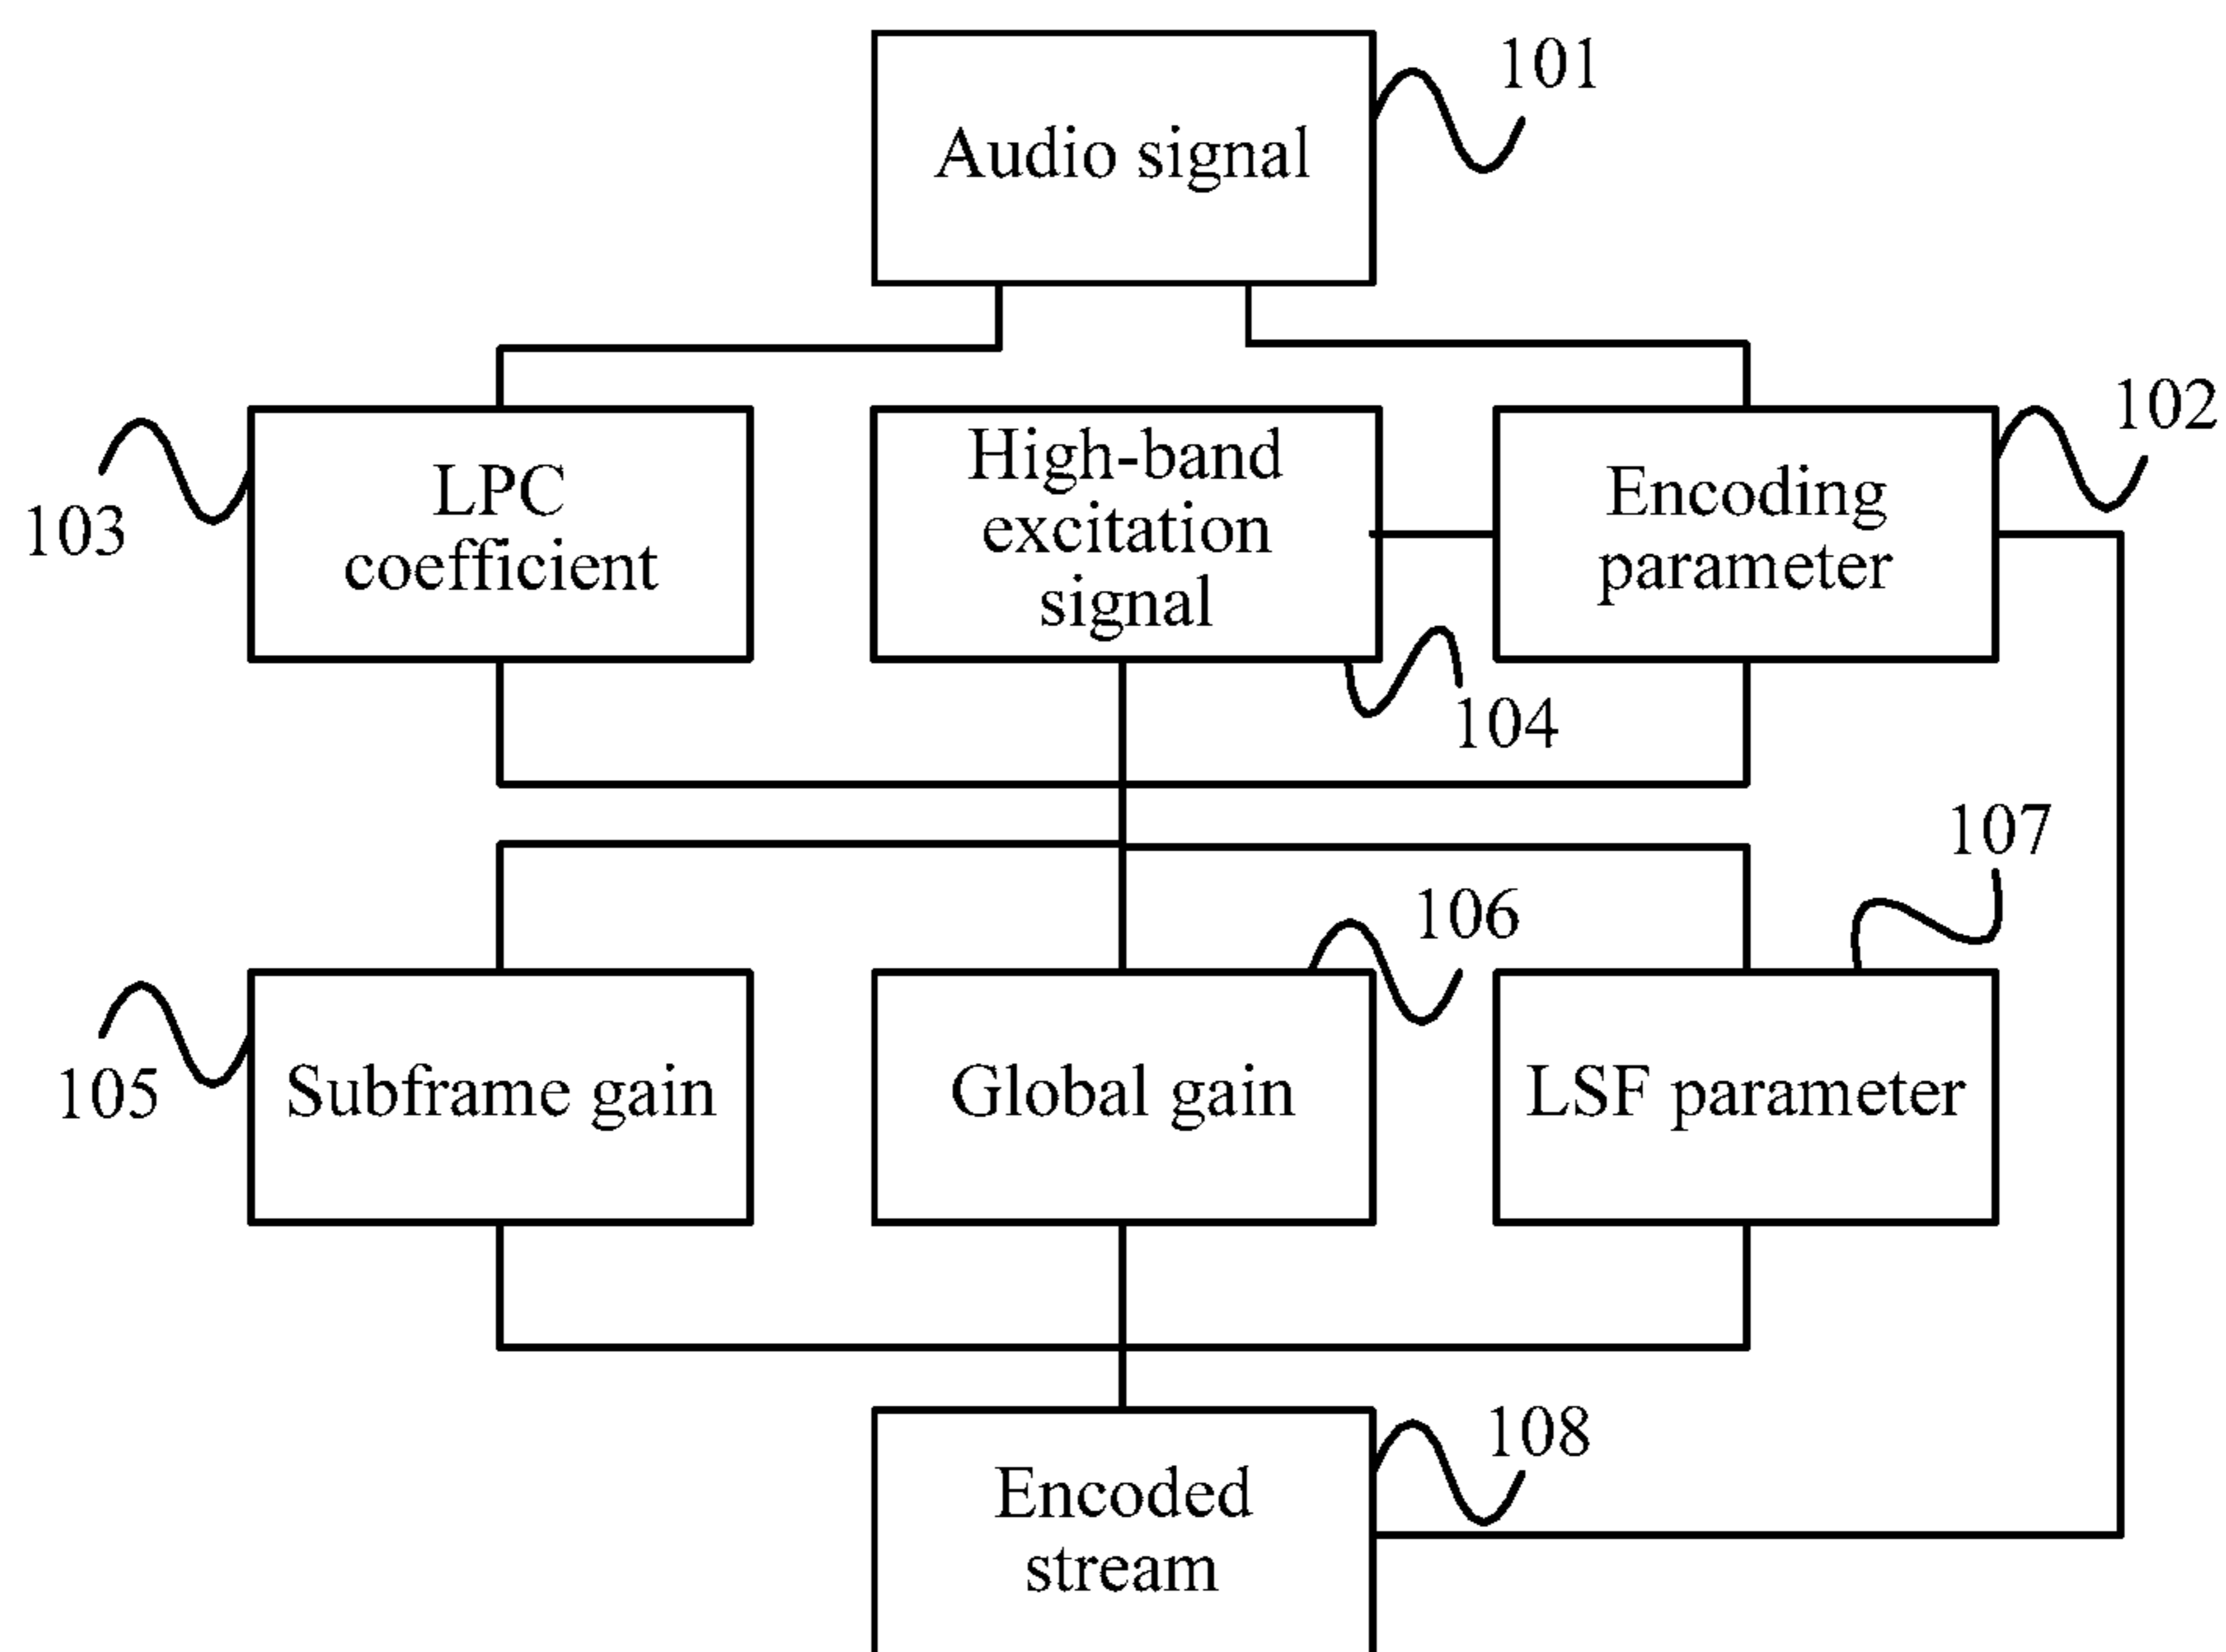 101
Audio signal
102
103
LPC
coefficient
High-band
excitation
signal
Encoding
parameter
104
107
106
105
Subframe gain
Global gain
LSF parameter
108
Encoded
stream